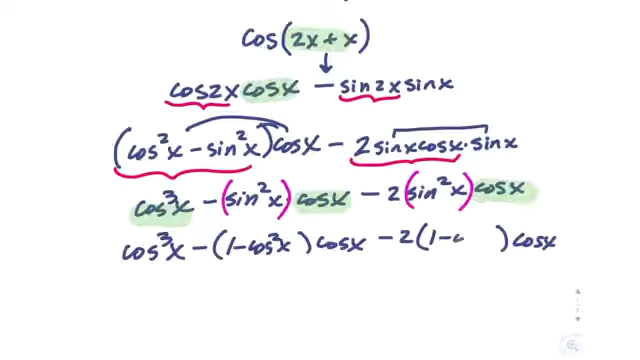 cos(2x + x)
cos2x cosx - sin2x sinx
(cos²x - sin²x)cosx - 2sinxcosx·sinx
cos³x - (sin²x)·cosx - 2(sin²x)cosx
cos³x - (1-cos²x)cosx - 2(1-c )cosx